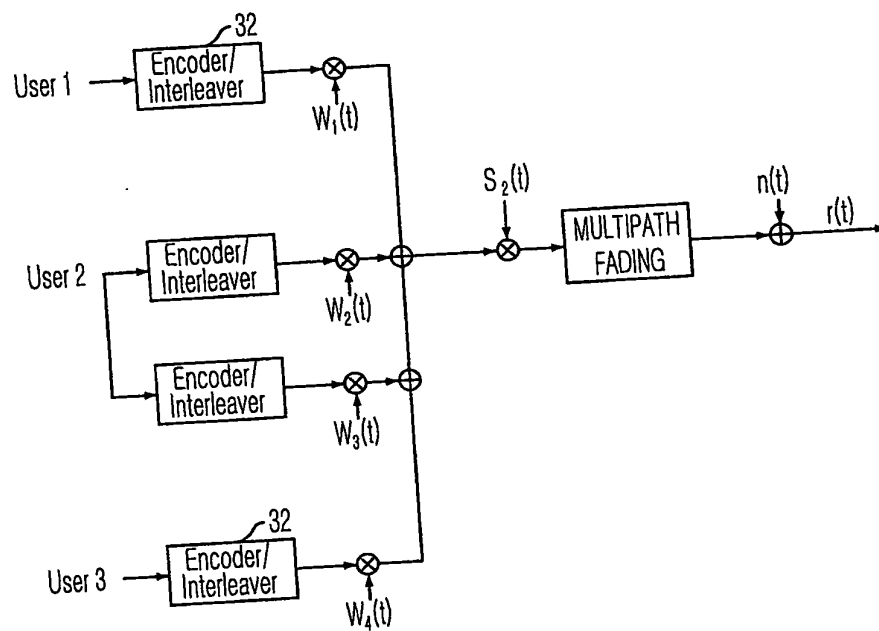 32
User 1
Encoder/
Interleaver
W₁(t)
S₂(t)
n(t)
r(t)
MULTIPATH
FADING
User 2
Encoder/
Interleaver
W₂(t)
Encoder/
Interleaver
W₃(t)
32
User 3
Encoder/
Interleaver
W₄(t)